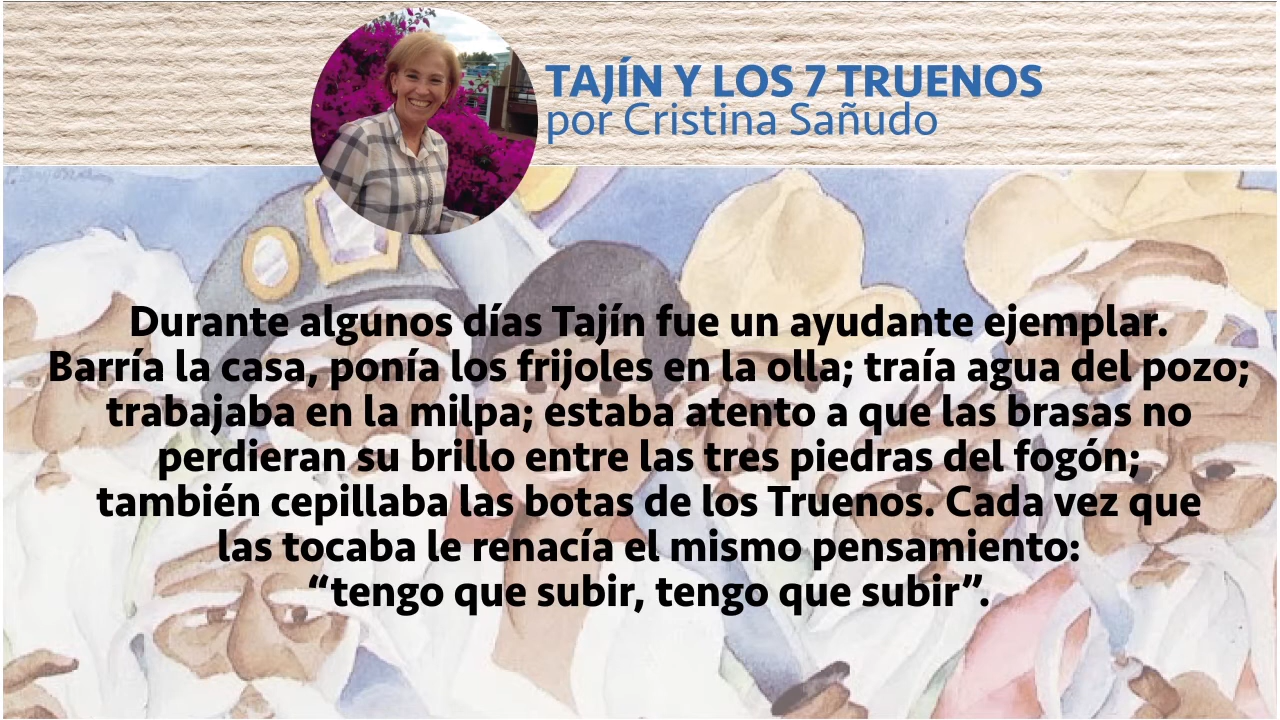 TAJÍN Y LOS 7 TRUENOS
por Cristina Sañudo
Durante algunos días Tajín fue un ayudante ejemplar.
Barría la casa, ponía los frijoles en la olla; traía agua del pozo;
trabajaba en la milpa; estaba atento a que las brasas no
perdieran su brillo entre las tres piedras del fogón;
también cepillaba las botas de los Truenos. Cada vez que
las tocaba le renacía el mismo pensamiento:
“tengo que subir, tengo que subir”.